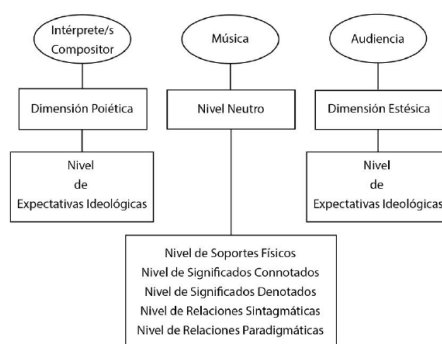 Intérprete/s
Compositor
Música
Audiencia
Dimensión Poiética
Nivel Neutro
Dimensión Estésica
Nivel
de
Expectativas Ideológicas
Nivel
de
Expectativas Ideológicas
Nivel de Soportes Físicos
Nivel de Significados Connotados
Nivel de Significados Denotados
Nivel de Relaciones Sintagmáticas
Nivel de Relaciones Paradigmáticas